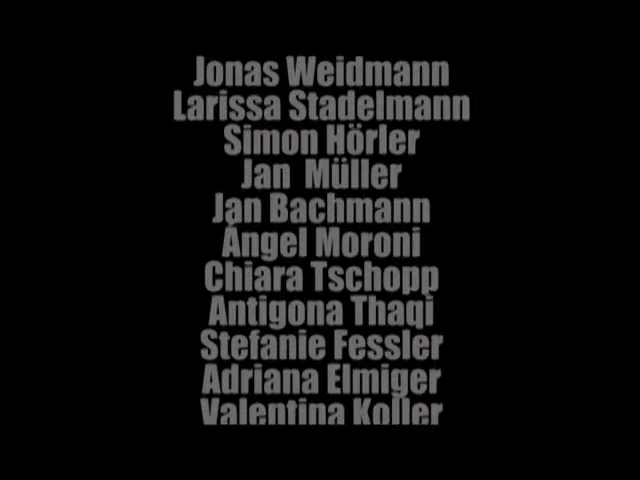 Jonas Weidmann
Larissa Stadelmann
Simon Hörler
Jan Müller
Jan Bachmann
Ángel Moroni
Chiara Tschopp
Antigona Thaqi
Stefanie Fessler
Adriana Elmiger
Valentina Koller